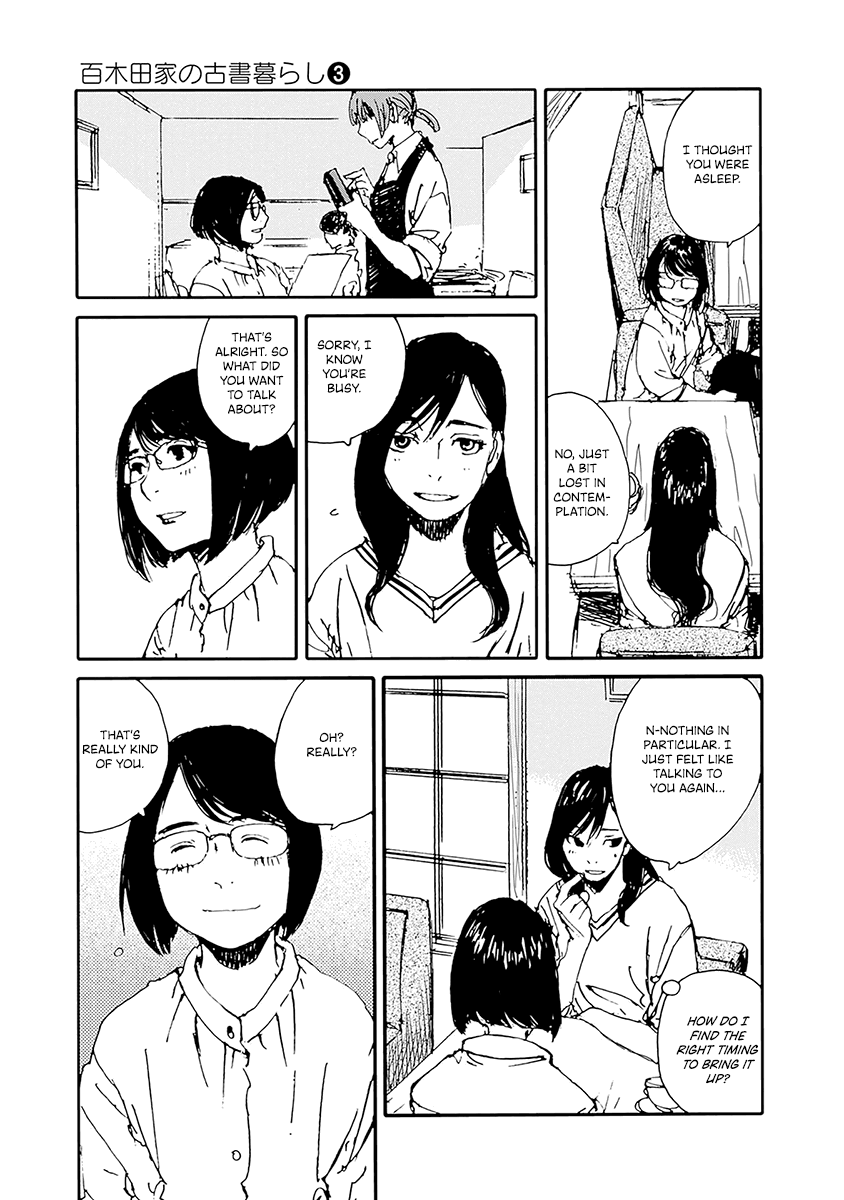 百木田家の古書暮らし❸
I THOUGHT
YOU WERE
ASLEEP.
NO, JUST
A BIT
LOST IN
CONTEM-
PLATION.
SORRY, I
KNOW
YOU'RE
BUSY.
THAT'S
ALRIGHT. SO
WHAT DID
YOU WANT
TO TALK
ABOUT?
N-NOTHING IN
PARTICULAR. I
JUST FELT LIKE
TALKING TO
YOU AGAIN...
HOW DO I
FIND THE
RIGHT TIMING
TO BRING IT
UP?
OH?
REALLY?
THAT'S
REALLY KIND
OF YOU.